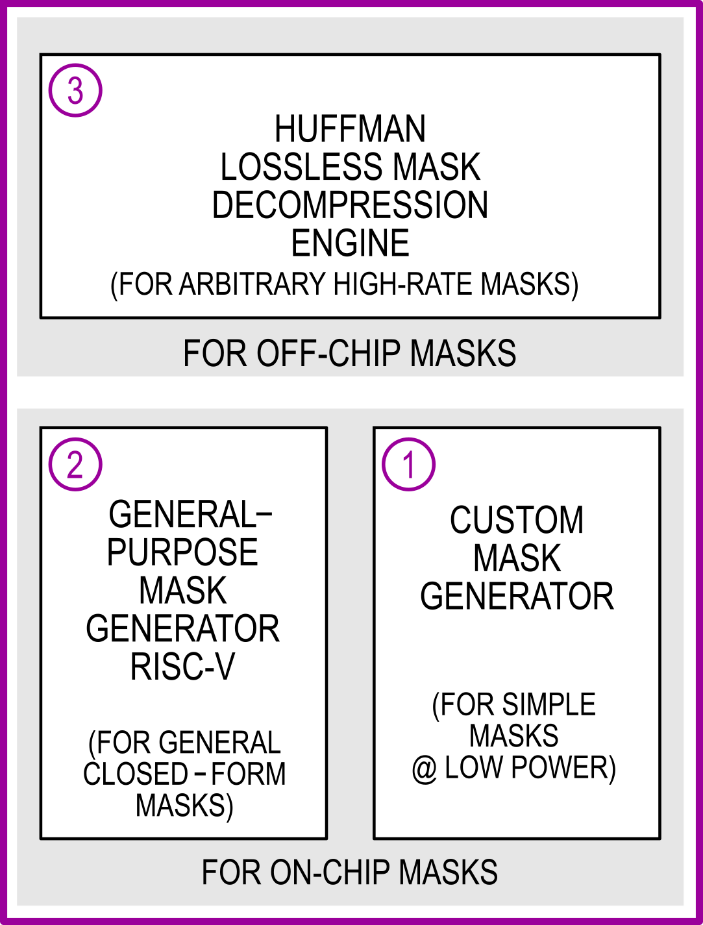 3
HUFFMAN
LOSSLESS MASK
DECOMPRESSION
ENGINE
(FOR ARBITRARY HIGH-RATE MASKS)
FOR OFF-CHIP MASKS
2
GENERAL–
PURPOSE
MASK
GENERATOR
RISC-V
(FOR GENERAL
CLOSED–FORM
MASKS)
1
CUSTOM
MASK
GENERATOR
(FOR SIMPLE
MASKS
@ LOW POWER)
FOR ON-CHIP MASKS